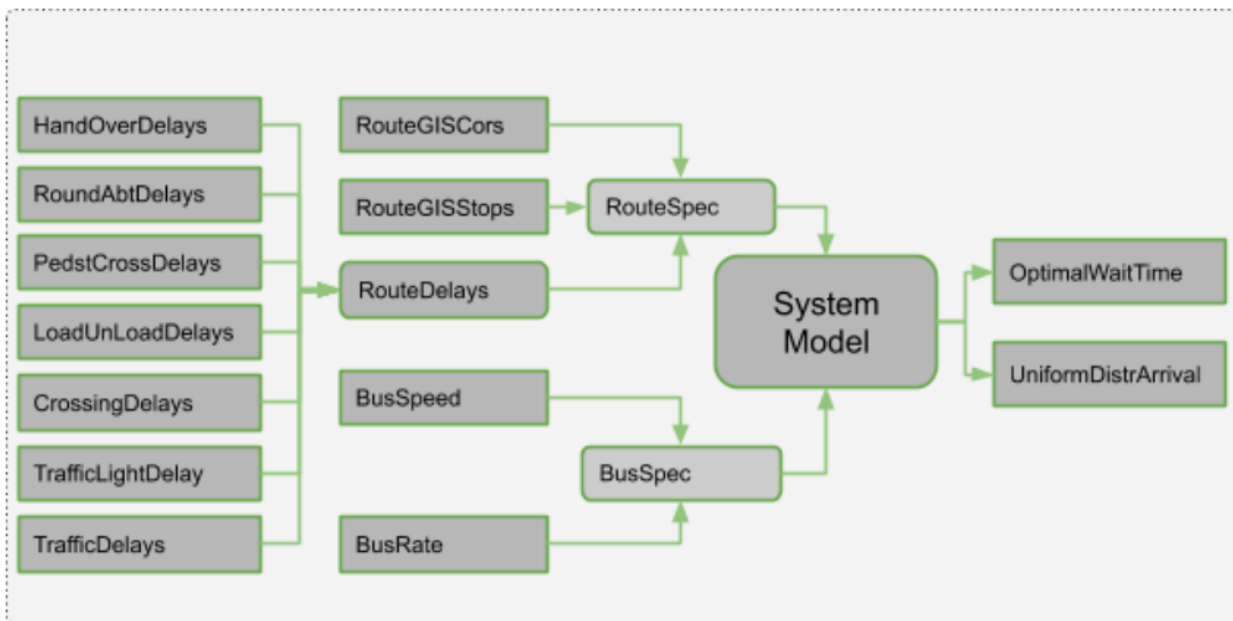 HandOverDelays
RoundAbtDelays
PedstCrossDelays
LoadUnLoadDelays
CrossingDelays
TrafficLightDelay
TrafficDelays
RouteGISCors
RouteGISStops
RouteDelays
BusSpeed
BusRate
RouteSpec
BusSpec
System
Model
OptimalWaitTime
UniformDistrArrival